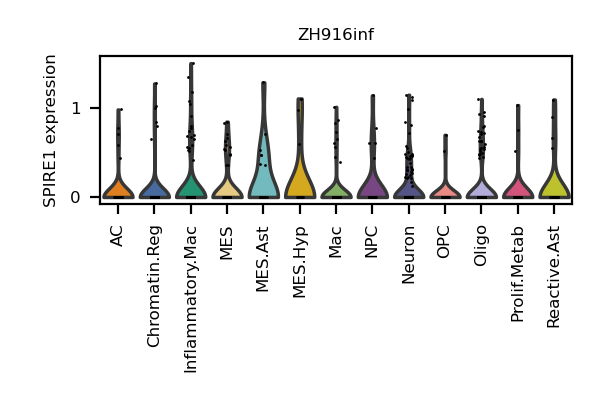 ZH916inf
SPIRE1 expression
1
0
AC
Chromatin.Reg
Inflammatory.Mac
MES
MES.Ast
MES.Hyp
Mac
NPC
Neuron
OPC
Oligo
Prolif.Metab
Reactive.Ast